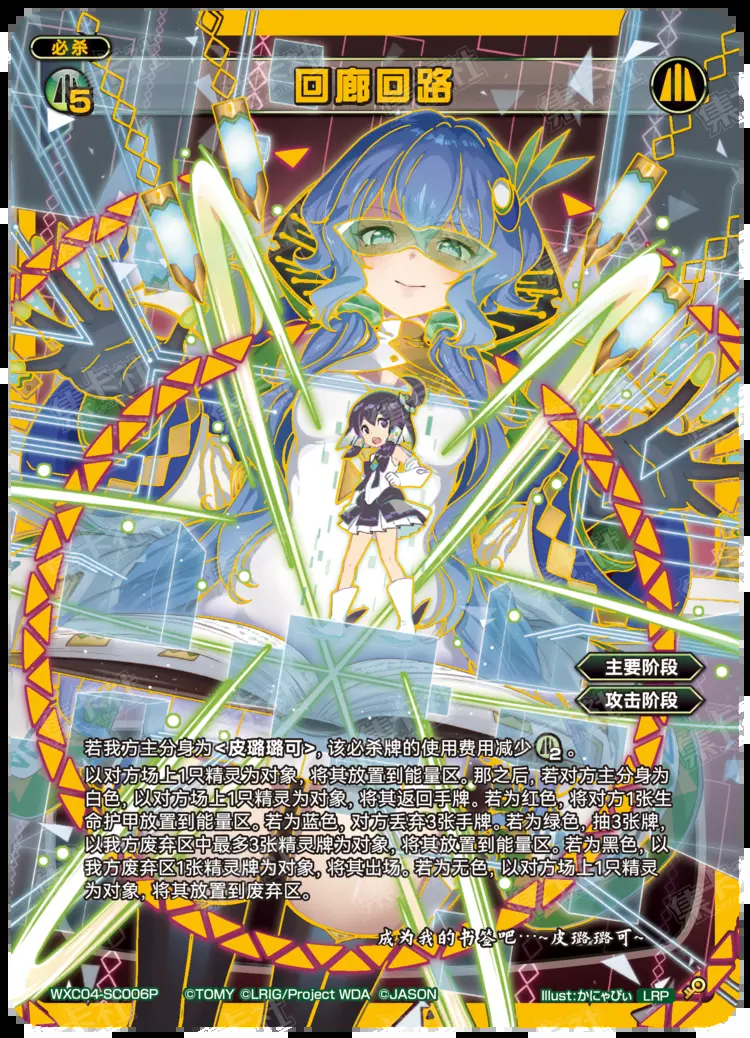 必杀
5
回廊回路
主要阶段
攻击阶段
若我方主分身为<皮璐璐可>, 该必杀牌的使用费用减少2。
以对方场上1只精灵为对象, 将其放置到能量区。那之后, 若对方主分身为
白色, 以对方场上1只精灵为对象, 将其返回手牌。若为红色, 将对方1张生
命护甲放置到能量区。若为蓝色, 对方丢弃3张手牌。若为绿色, 抽3张牌,
以我方废弃区中最多3张精灵牌为对象, 将其放置到能量区。若为黑色, 以
我方废弃区1张精灵牌为对象, 将其出场。若为无色, 以对方场上1只精灵
为对象, 将其放置到废弃区。
成为我的书签吧…~皮璐璐可~
WXC04-SC006P ©TOMY ©LRIG/Project WDA ©JASON Illust:かにゃぴぃ LRP
集卡社